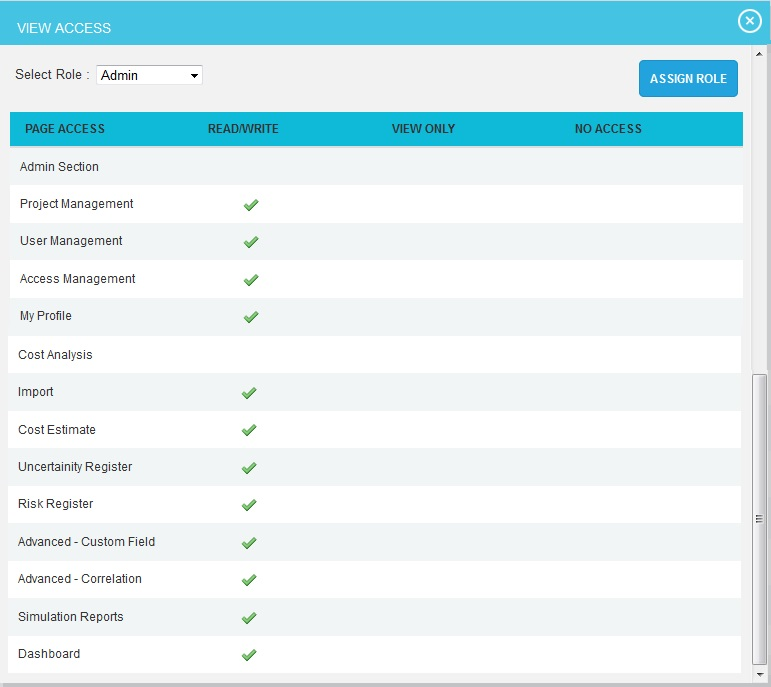 VIEW ACCESS
Select Role : Admin
ASSIGN ROLE
PAGE ACCESS READ/WRITE VIEW ONLY NO ACCESS
Admin Section
Project Management
User Management
Access Management
My Profile
Cost Analysis
Import
Cost Estimate
Uncertainity Register
Risk Register
Advanced - Custom Field
Advanced - Correlation
Simulation Reports
Dashboard